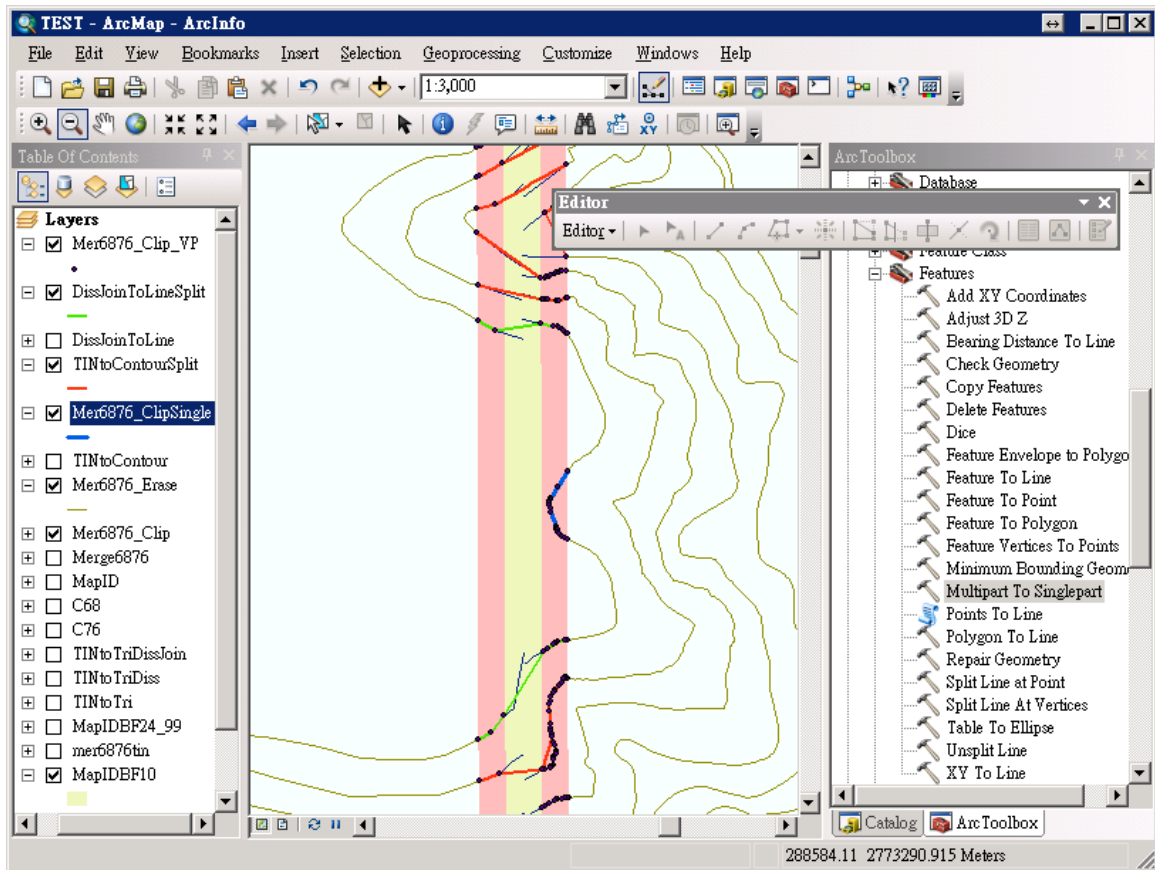 TEST - ArcMap - ArcInfo
File Edit View Bookmarks Insert Selection Geoprocessing Customize Windows Help
1:3,000
Table Of Contents
Layers
Mer6876_Clip_VP
DissJoinToLineSplit
DissJoinToLine
TINtoContourSplit
Mer6876_ClipSingle
TINtoContour
Mer6876_Erase
Mer6876_Clip
Merge6876
MapID
C68
C76
TINtoTriDissJoin
TINtoTriDiss
TINtoTri
MapIDBF24_99
mer6876tin
MapIDBF10
Editor
Editor
ArcToolbox
Database
Feature Class
Features
Add XY Coordinates
Adjust 3D Z
Bearing Distance To Line
Check Geometry
Copy Features
Delete Features
Dice
Feature Envelope to Polygo
Feature To Line
Feature To Point
Feature To Polygon
Feature Vertices To Points
Minimum Bounding Geom
Multipart To Singlepart
Points To Line
Polygon To Line
Repair Geometry
Split Line at Point
Split Line At Vertices
Table To Ellipse
Unsplit Line
XY To Line
Catalog ArcToolbox
288584.11 2773290.915 Meters